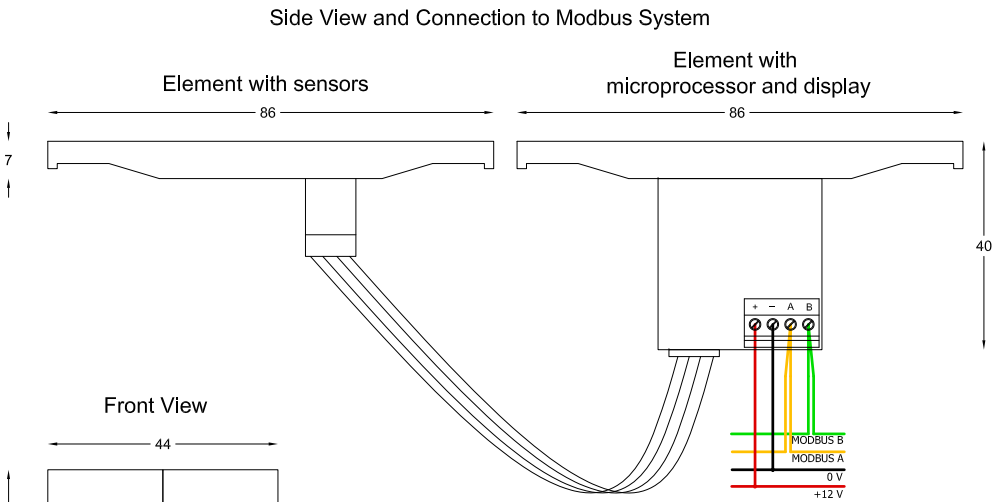 Side View and Connection to Modbus System
Element with sensors
Element with
microprocessor and display
86
86
7
40
+ − A B
Front View
44
MODBUS B
MODBUS A
0 V
+12 V